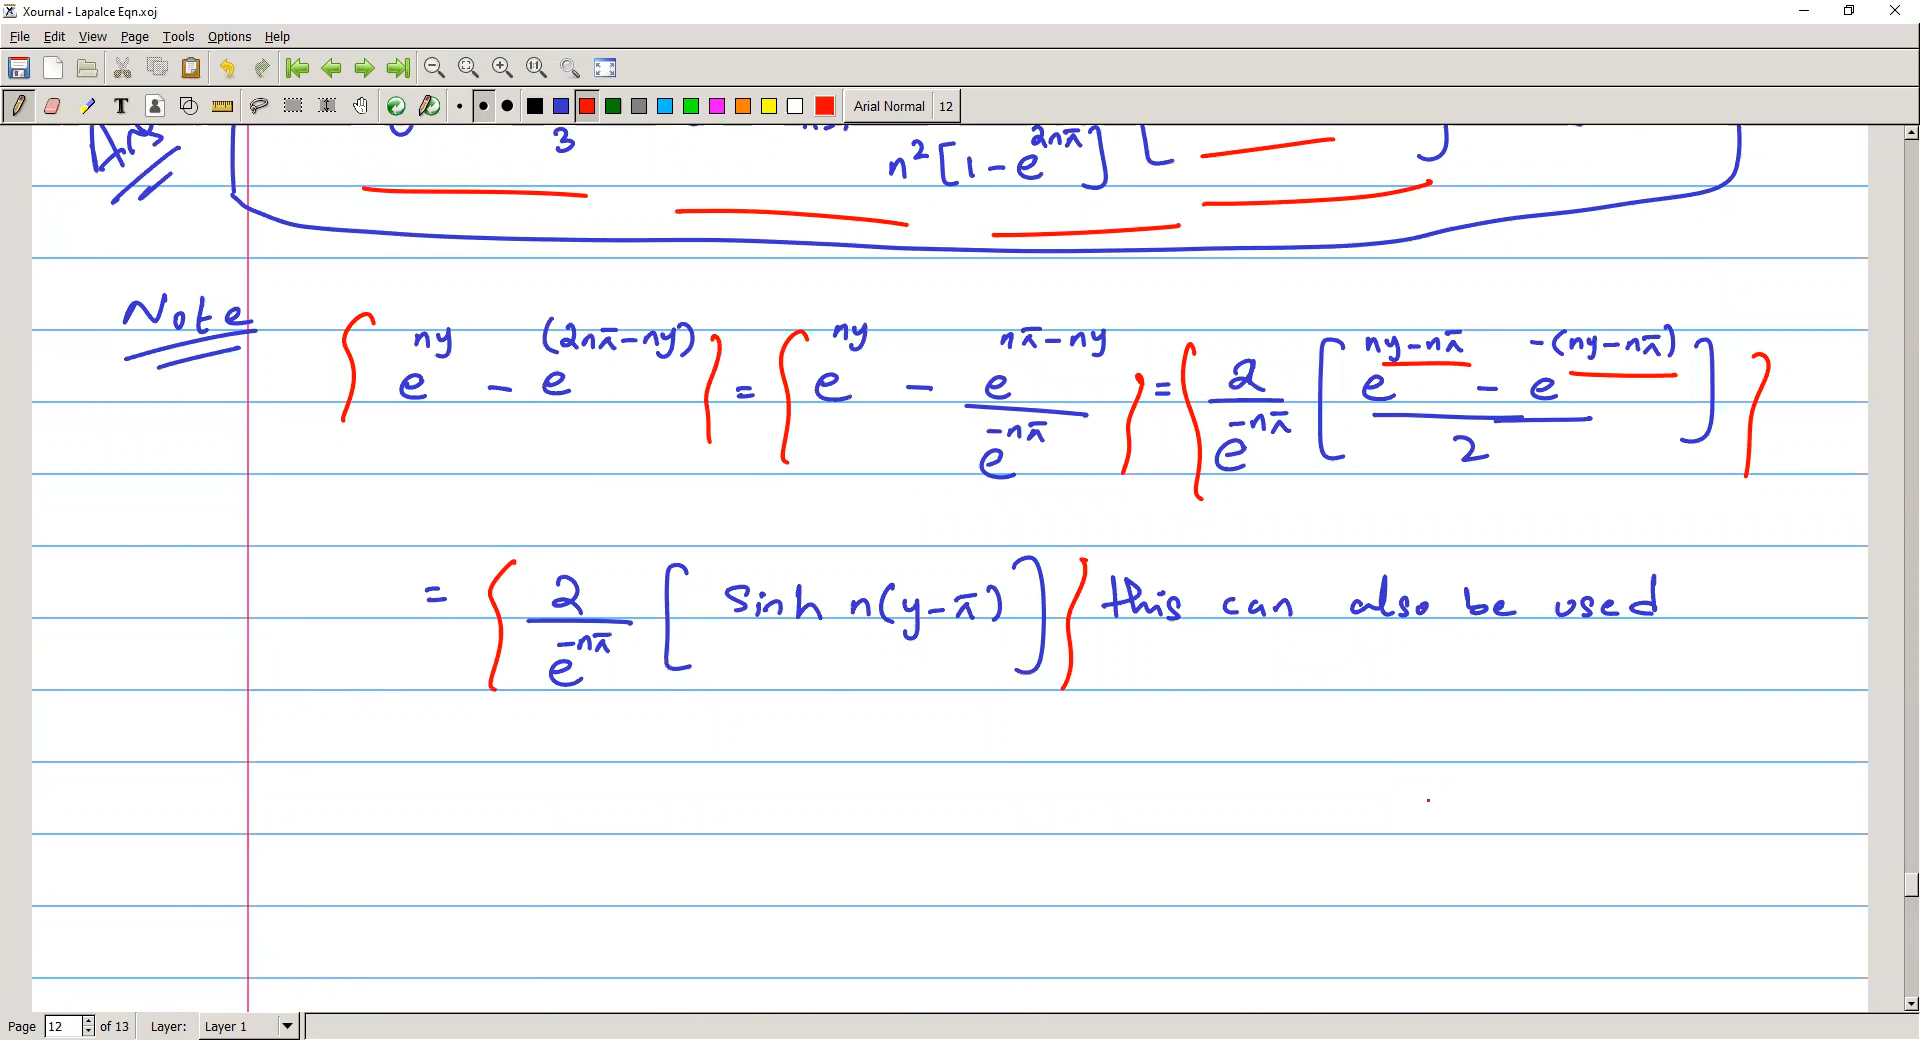 Xournal - Lapalce Eqn.xoj
File Edit View Page Tools Options Help
Arial Normal 12
Ans
3 n²[1 - e^{2nπ}]
Note
e^{ny} - e^{(2nπ-ny)} = e^{ny} - e^{nπ-ny}/e^{-nπ} = 2/e^{-nπ} [(e^{ny-nπ} - e^{-(ny-nπ)})/2]
= 2/e^{-nπ} [sinh n(y-π)] this can also be used
Page 12 of 13 Layer: Layer 1